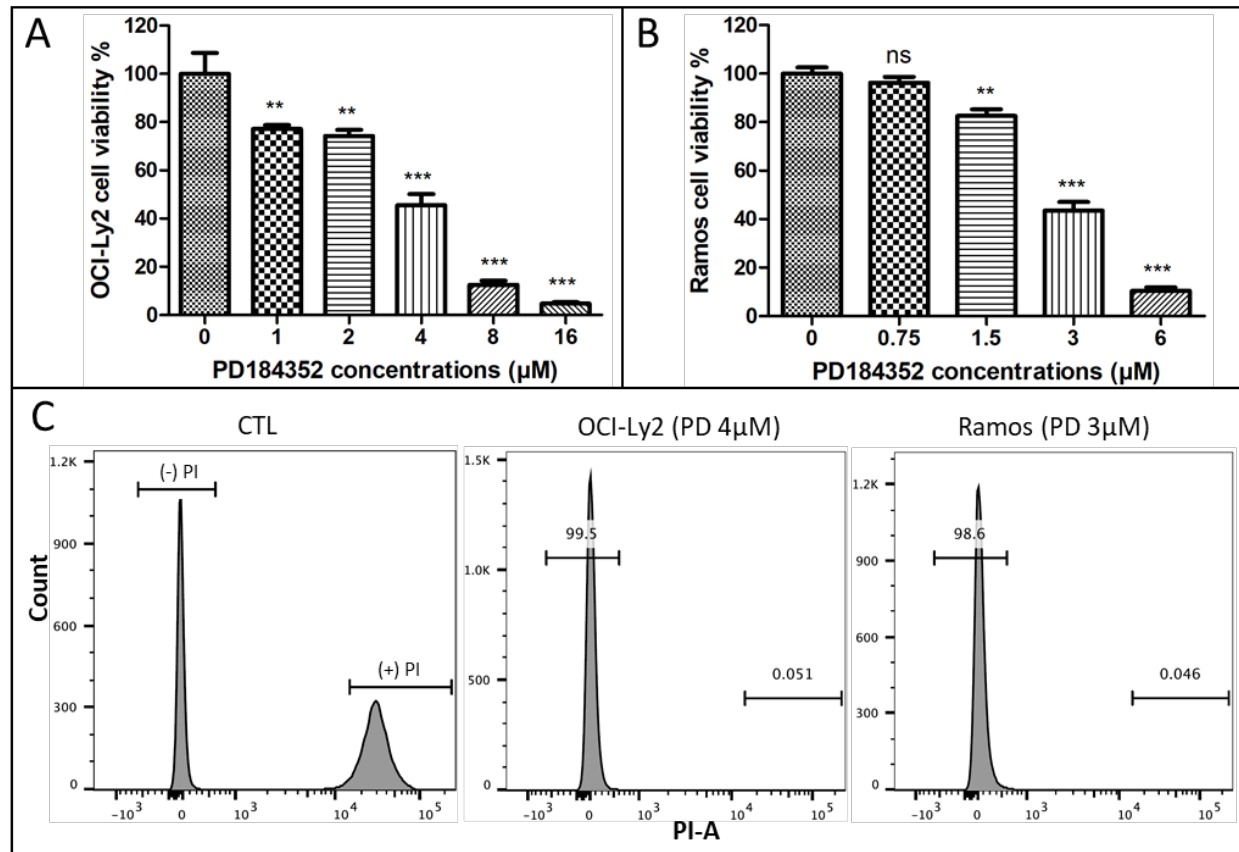 A
OCI-Ly2 cell viability %
120
100
80
60
40
20
0
**
**
***
***
***
0 1 2 4 8 16
PD184352 concentrations (µM)
B
Ramos cell viability %
120
100
80
60
40
20
0
ns
**
***
***
0 0.75 1.5 3 6
PD184352 concentrations (µM)
C
CTL
Count
1.2K
900
600
300
0
(-) PI
(+) PI
-10³ 0 10³ 10⁴ 10⁵
OCI-Ly2 (PD 4µM)
1.5K
1.0K
500
0
99.5
0.051
-10³ 0 10³ 10⁴ 10⁵
Ramos (PD 3µM)
1.2K
900
600
300
0
98.6
0.046
-10³ 0 10³ 10⁴ 10⁵
PI-A